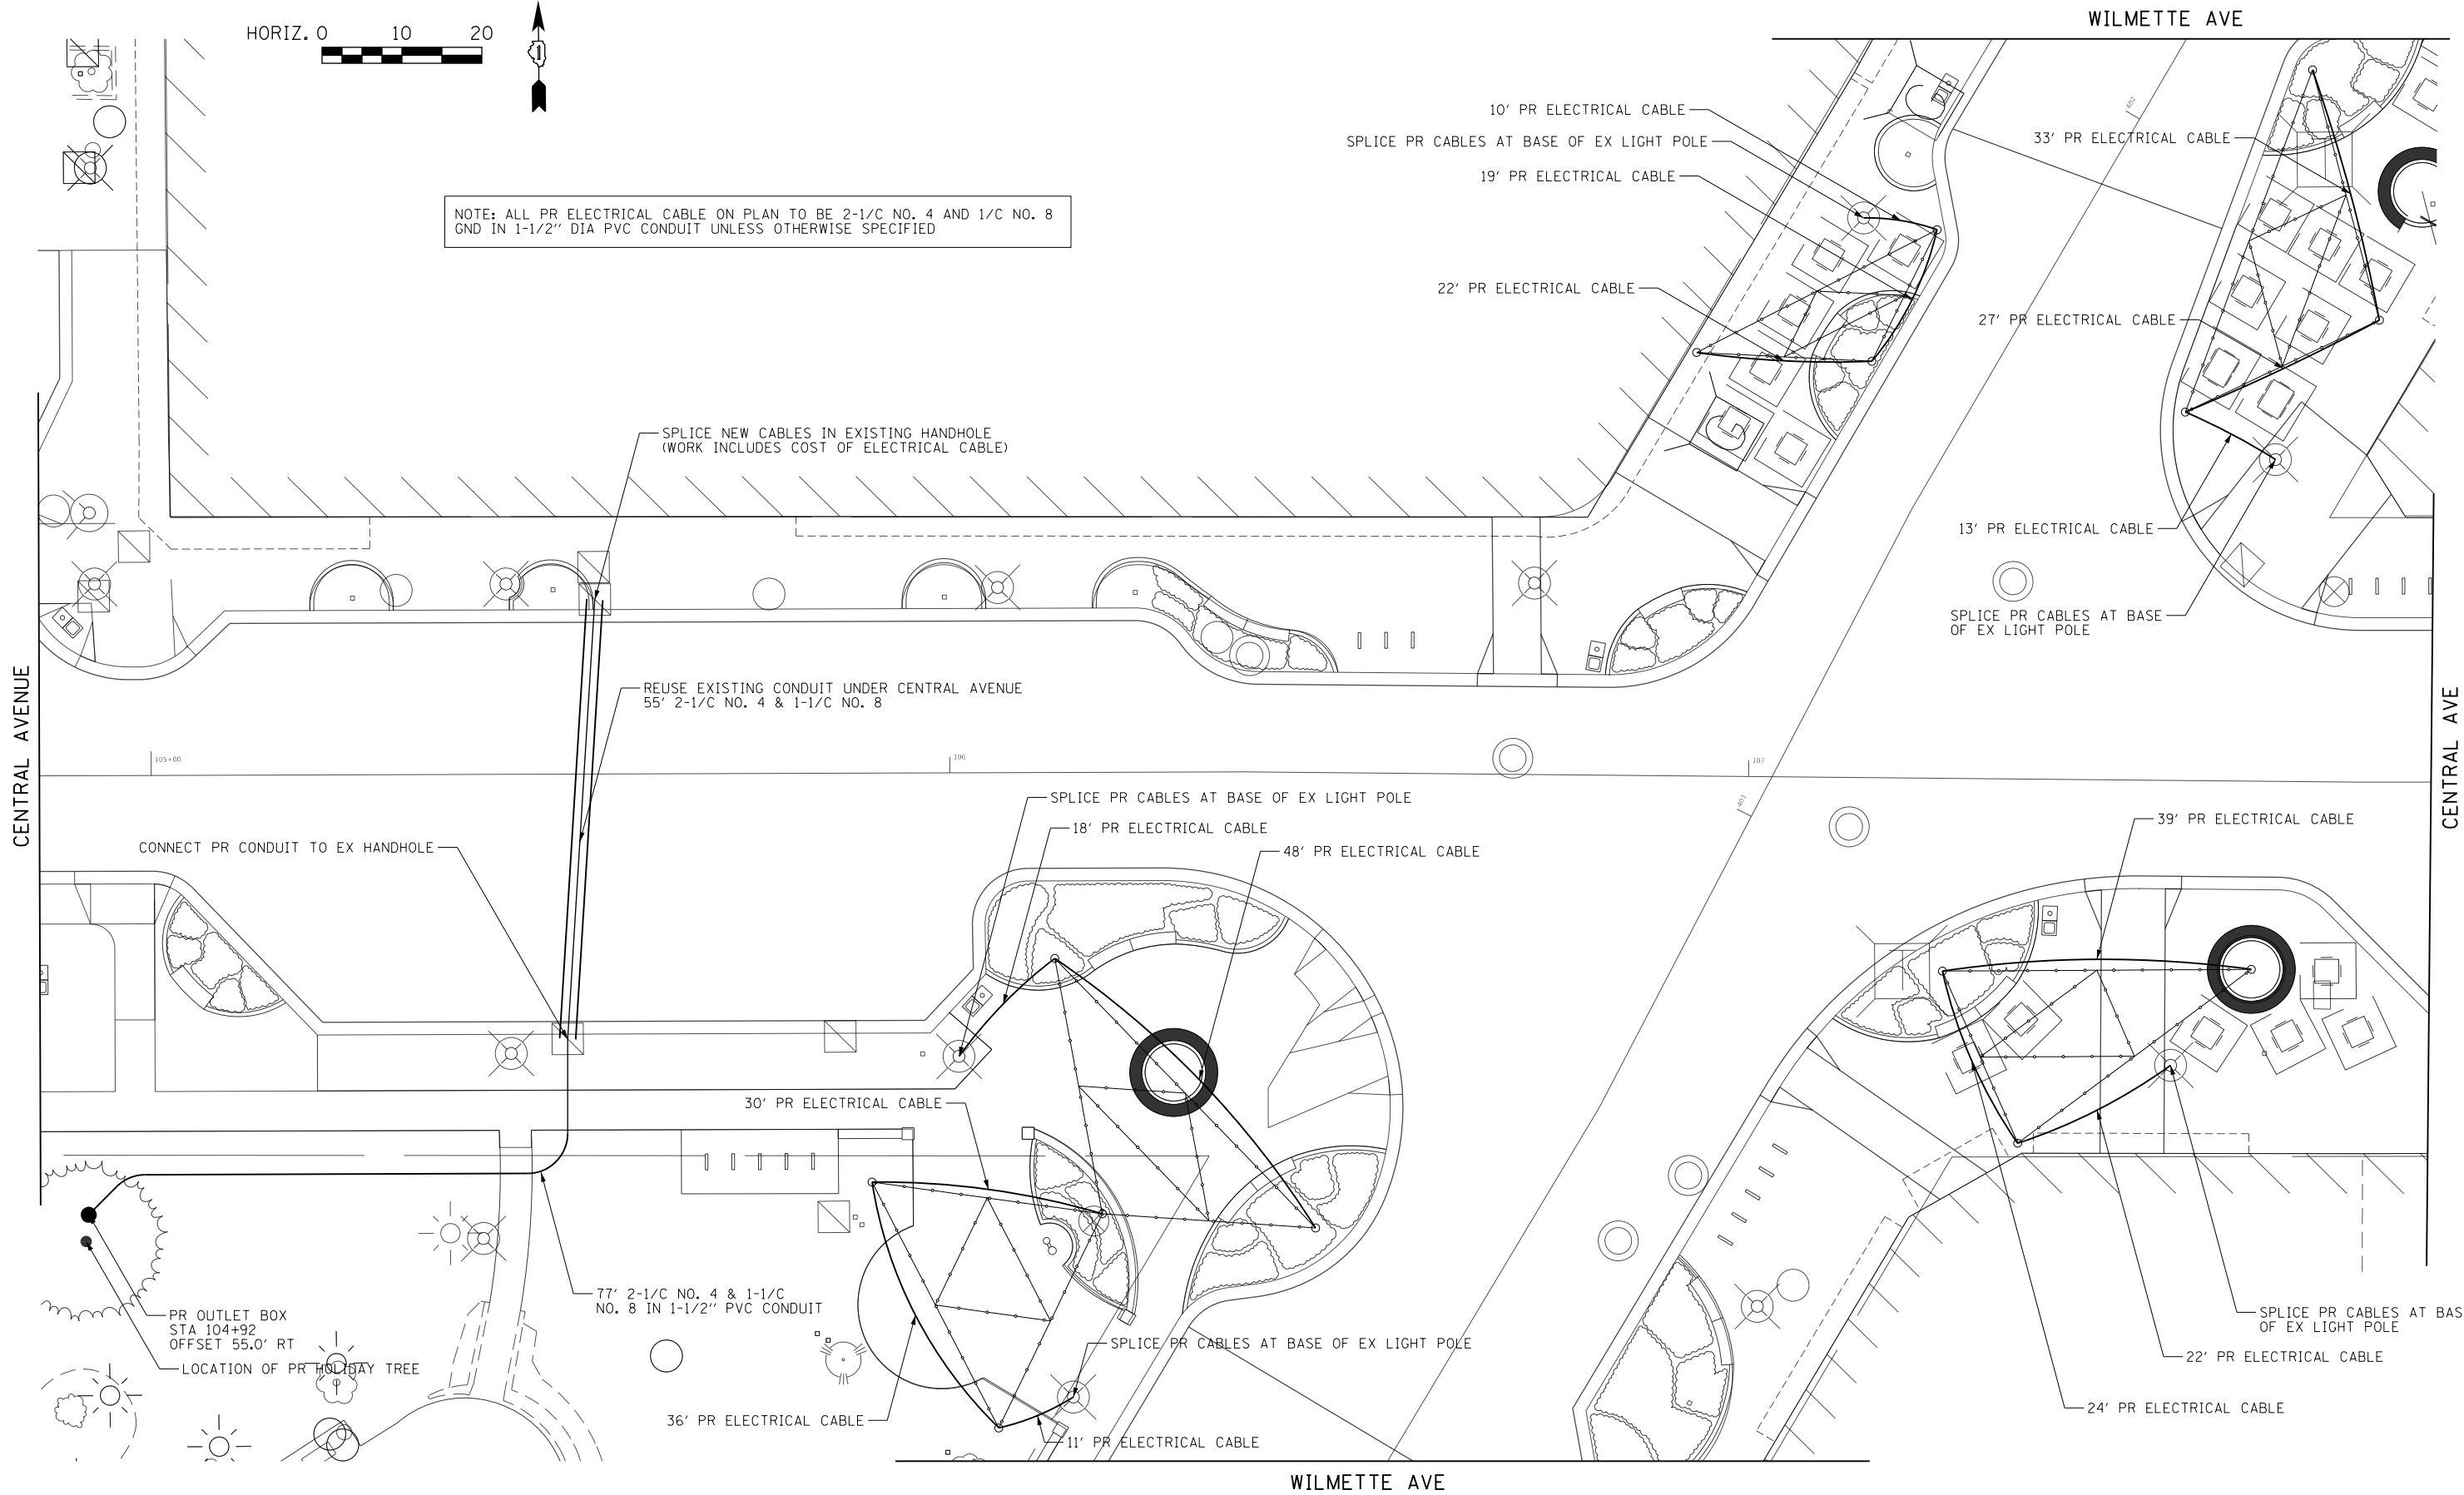 WILMETTE AVE
HORIZ. 0 10 20
1
402
10' PR ELECTRICAL CABLE
SPLICE PR CABLES AT BASE OF EX LIGHT POLE
19' PR ELECTRICAL CABLE
33' PR ELECTRICAL CABLE
NOTE: ALL PR ELECTRICAL CABLE ON PLAN TO BE 2-1/C NO. 4 AND 1/C NO. 8
GND IN 1-1/2" DIA PVC CONDUIT UNLESS OTHERWISE SPECIFIED
22' PR ELECTRICAL CABLE
27' PR ELECTRICAL CABLE
SPLICE NEW CABLES IN EXISTING HANDHOLE
(WORK INCLUDES COST OF ELECTRICAL CABLE)
G
G
13' PR ELECTRICAL CABLE
SPLICE PR CABLES AT BASE
OF EX LIGHT POLE
CENTRAL AVENUE
REUSE EXISTING CONDUIT UNDER CENTRAL AVENUE
55' 2-1/C NO. 4 & 1-1/C NO. 8
CENTRAL AVE
105+00
106
107
401
SPLICE PR CABLES AT BASE OF EX LIGHT POLE
18' PR ELECTRICAL CABLE
48' PR ELECTRICAL CABLE
39' PR ELECTRICAL CABLE
CONNECT PR CONDUIT TO EX HANDHOLE
30' PR ELECTRICAL CABLE
77' 2-1/C NO. 4 & 1-1/C
NO. 8 IN 1-1/2" PVC CONDUIT
PR OUTLET BOX
STA 104+92
OFFSET 55.0' RT
LOCATION OF PR HOLIDAY TREE
SPLICE PR CABLES AT BASE OF EX LIGHT POLE
SPLICE PR CABLES AT BAS
OF EX LIGHT POLE
22' PR ELECTRICAL CABLE
24' PR ELECTRICAL CABLE
36' PR ELECTRICAL CABLE
11' PR ELECTRICAL CABLE
WILMETTE AVE